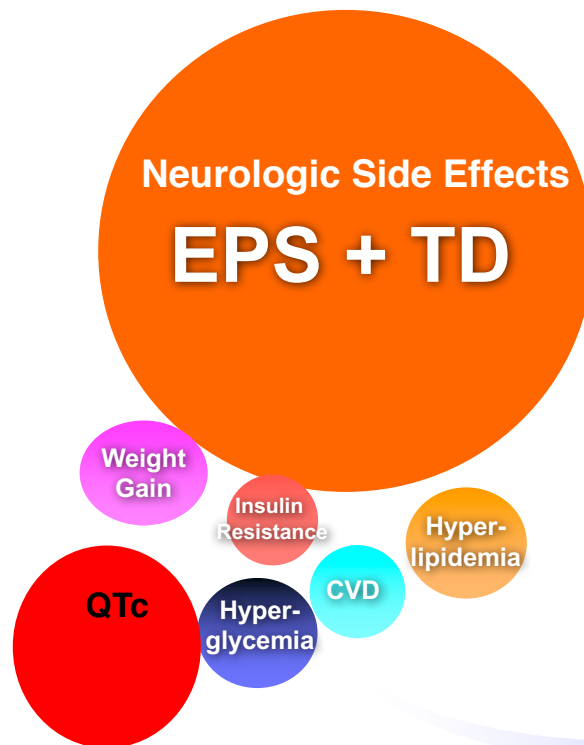 Neurologic Side Effects
EPS + TD
Weight
Gain
Insulin
Resistance
Hyper-
lipidemia
CVD
QTc
Hyper-
glycemia